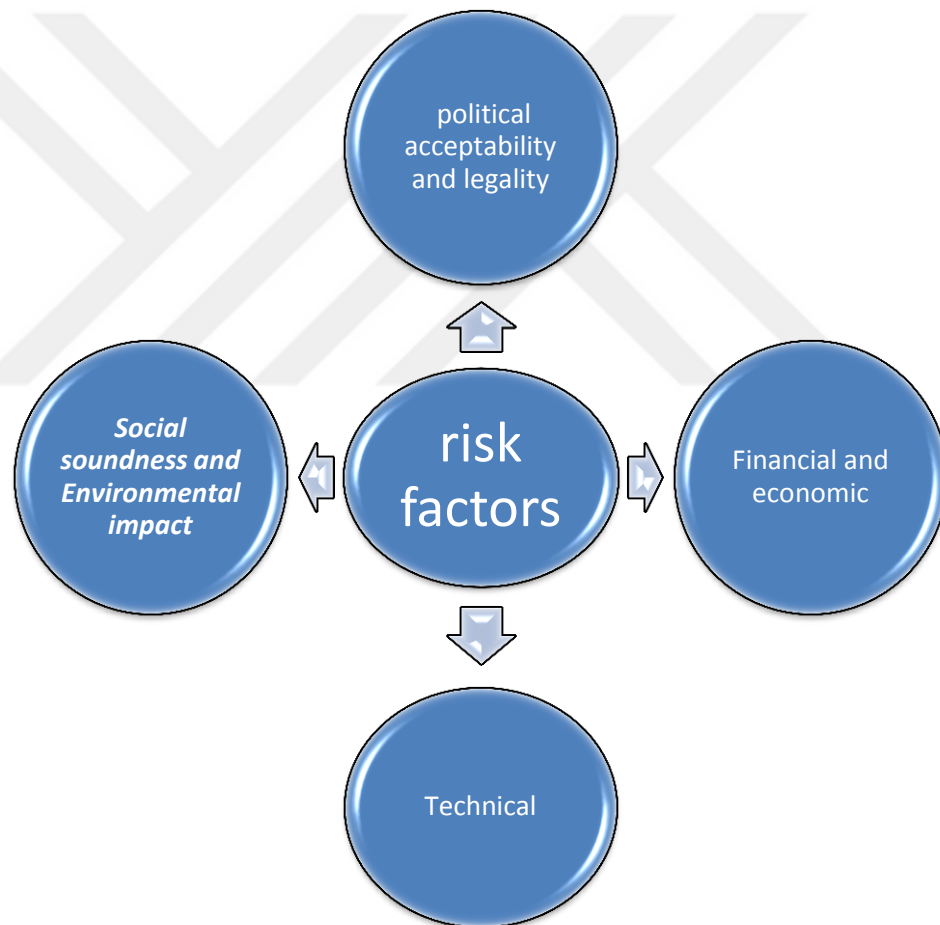 political
acceptability
and legality
Social
soundness and
Environmental
impact
risk
factors
Financial and
economic
Technical